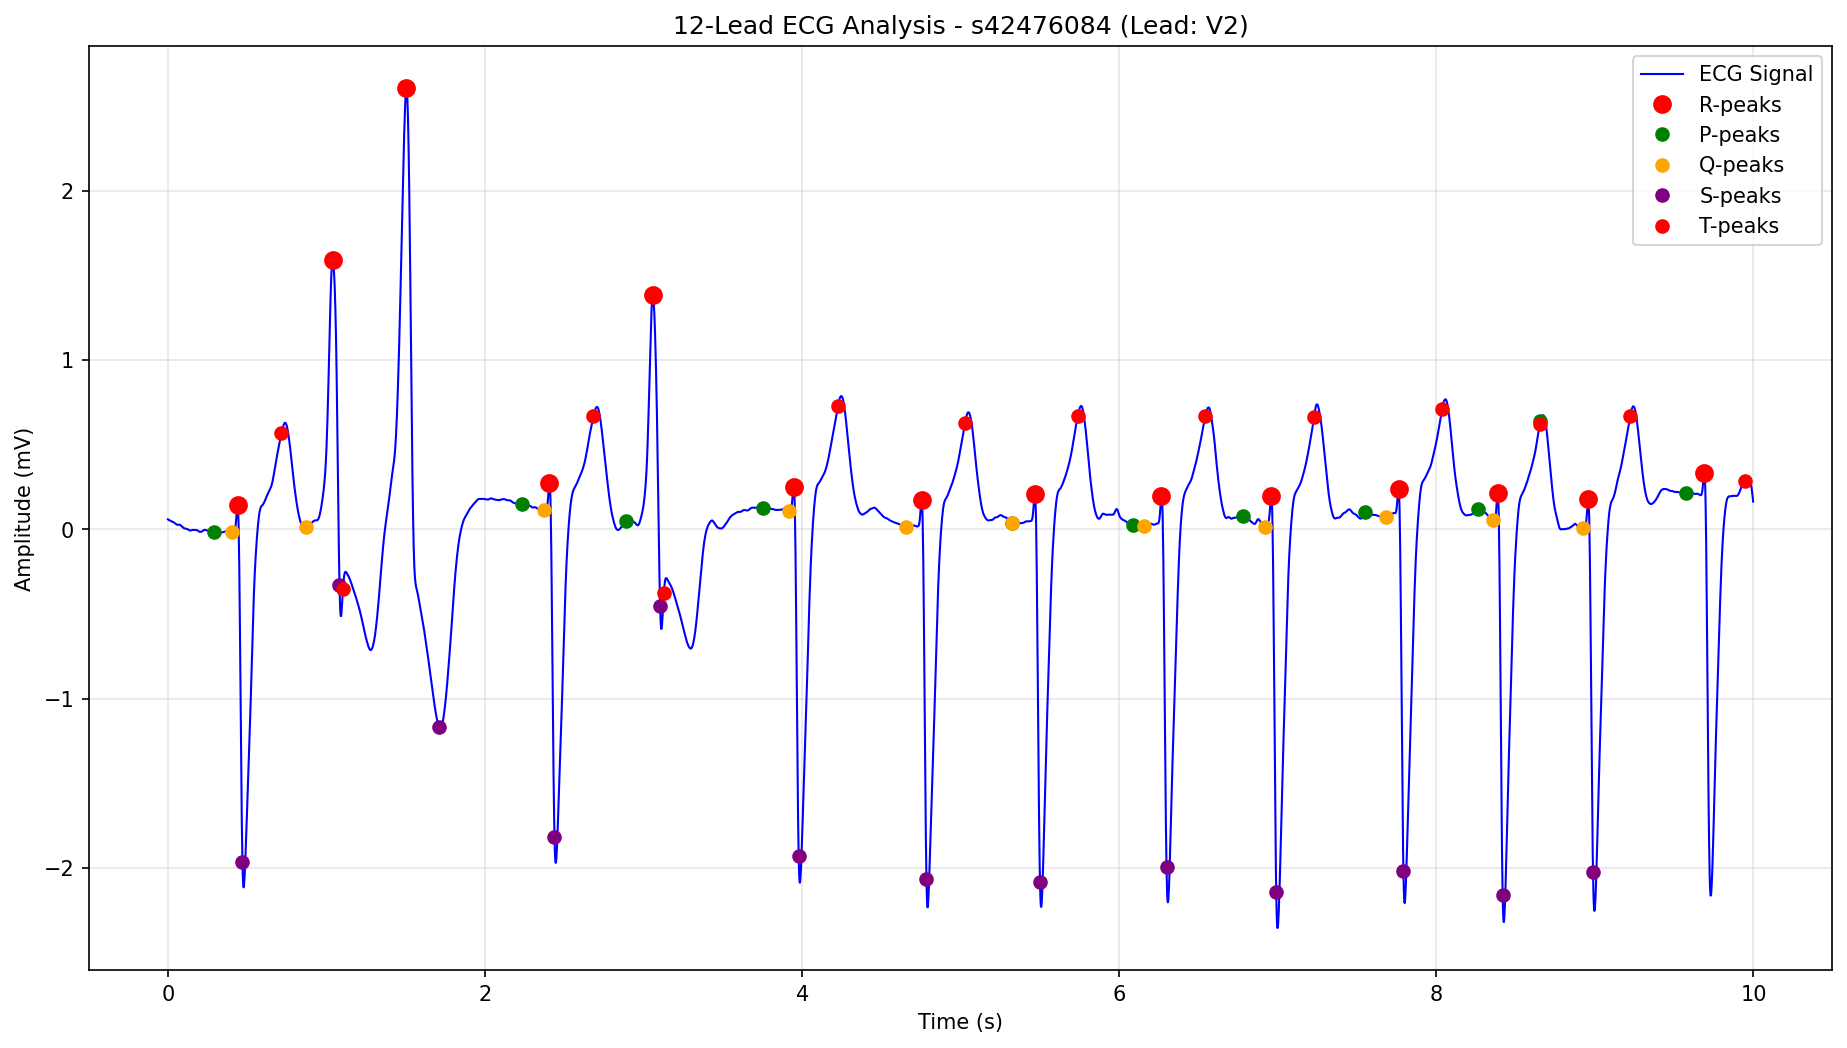 12-Lead ECG Analysis - s42476084 (Lead: V2)
ECG Signal
R-peaks
P-peaks
Q-peaks
S-peaks
T-peaks
2
1
0
−1
−2
Amplitude (mV)
0 2 4 6 8 10
Time (s)